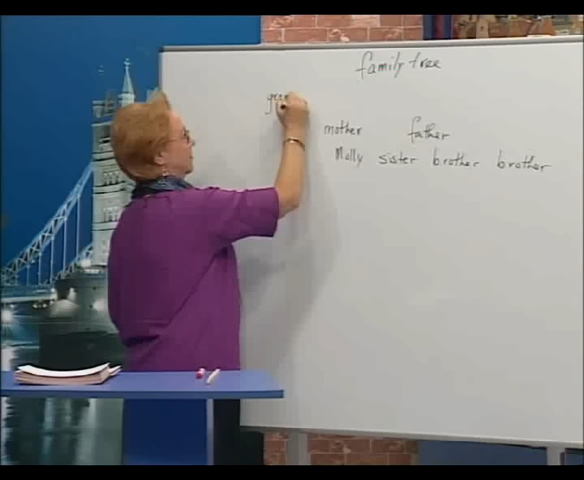 family tree
mother father
Molly sister brother brother